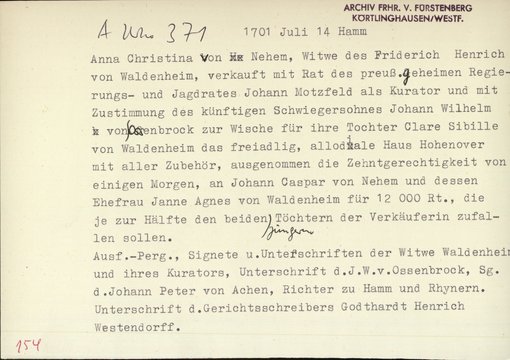 ARCHIV FRHR. V. FÜRSTENBERG
KÖRTLINGHAUSEN/WESTF.
A Uro 371
1701 Juli 14 Hamm
Anna Christina von Nehem, Witwe des Friderich Henrich
von Waldenheim, verkauft mit Rat des preuß.geheimen Regie-
rungs- und Jagdrates Johann Motzfeld als Kurator und mit
Zustimmung des künftigen Schwiegersohnes Johann Wilhelm
von Ossenbrock zur Wische für ihre Tochter Clare Sibille
von Waldenheim das freiadlig, allodiale Haus Hohenover
mit aller Zubehör, ausgenommen die Zehntgerechtigkeit von
einigen Morgen, an Johann Caspar von Nehem und dessen
Ehefrau Janne Agnes von Waldenheim für 12 000 Rt., die
je zur Hälfte den beiden jüngern Töchtern der Verkäuferin zufal-
len sollen.
Ausf.-Perg., Signete u.Unterschriften der Witwe Waldenheim
und ihres Kurators, Unterschrift d.J.W.v.Ossenbrock, Sg.
d.Johann Peter von Achen, Richter zu Hamm und Rhynern.
Unterschrift d.Gerichtsschreibers Godthardt Henrich
Westendorff.
154